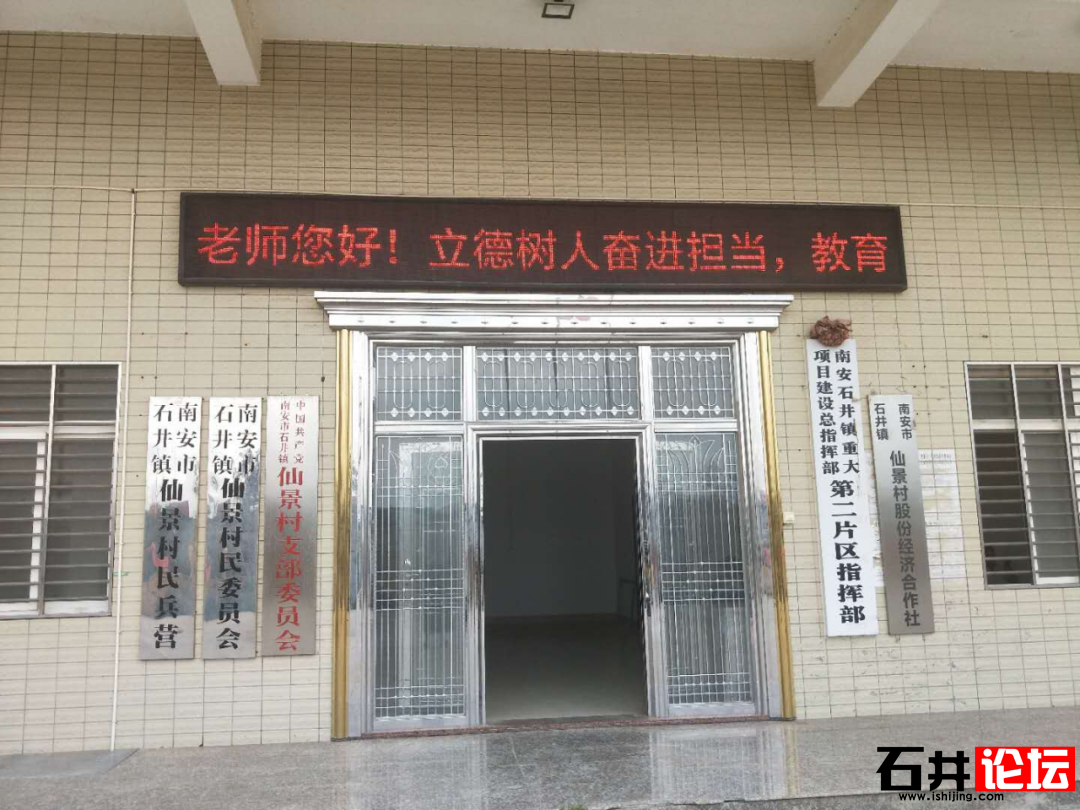 老师您好！立德树人奋进担当，教育
南安市
石井镇
仙景村民兵营
南安市
石井镇
仙景村民委员会
中国共产党
南安市石井镇
仙景村支部委员会
南安石井镇重大
项目建设总指挥部
第二片区指挥部
南安市
石井镇
仙景村股份经济合作社
石井论坛
www.ishijing.com